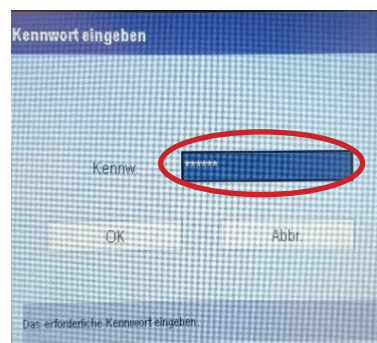 Kennwort eingeben
Kennw
******
OK
Abbr.
Das erforderliche Kennwort eingeben.